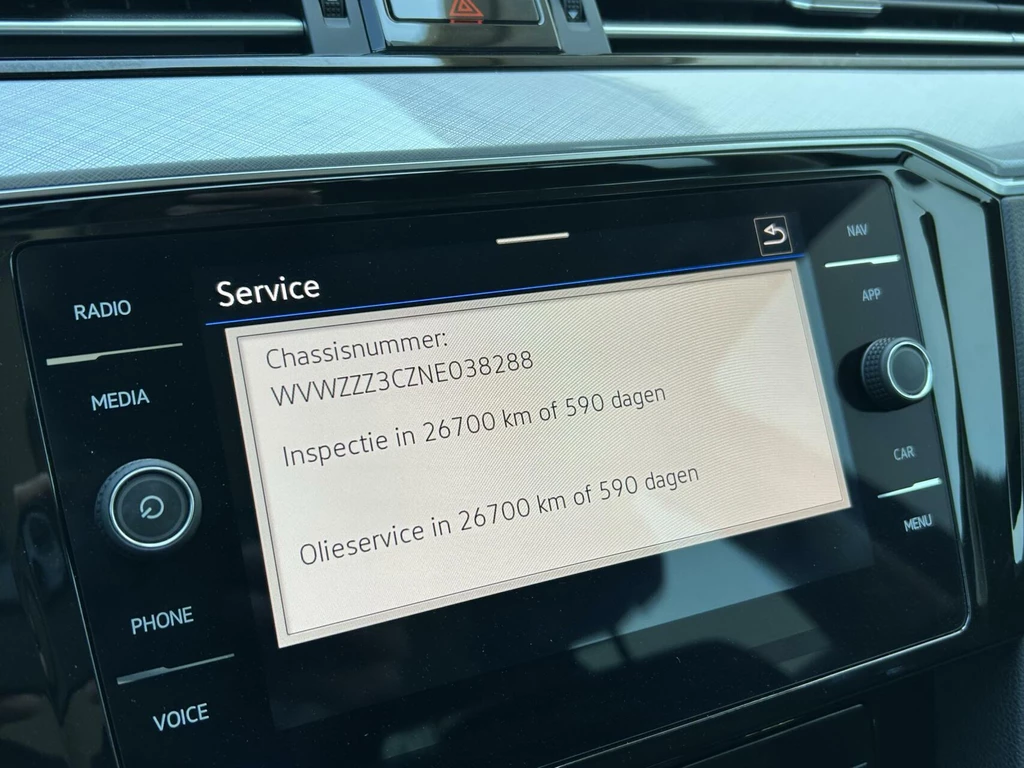 Service
Chassisnummer:
WVWZZZ3CZNE038288
Inspectie in 26700 km of 590 dagen
Olieservice in 26700 km of 590 dagen
RADIO
MEDIA
PHONE
VOICE
NAV
APP
CAR
MENU